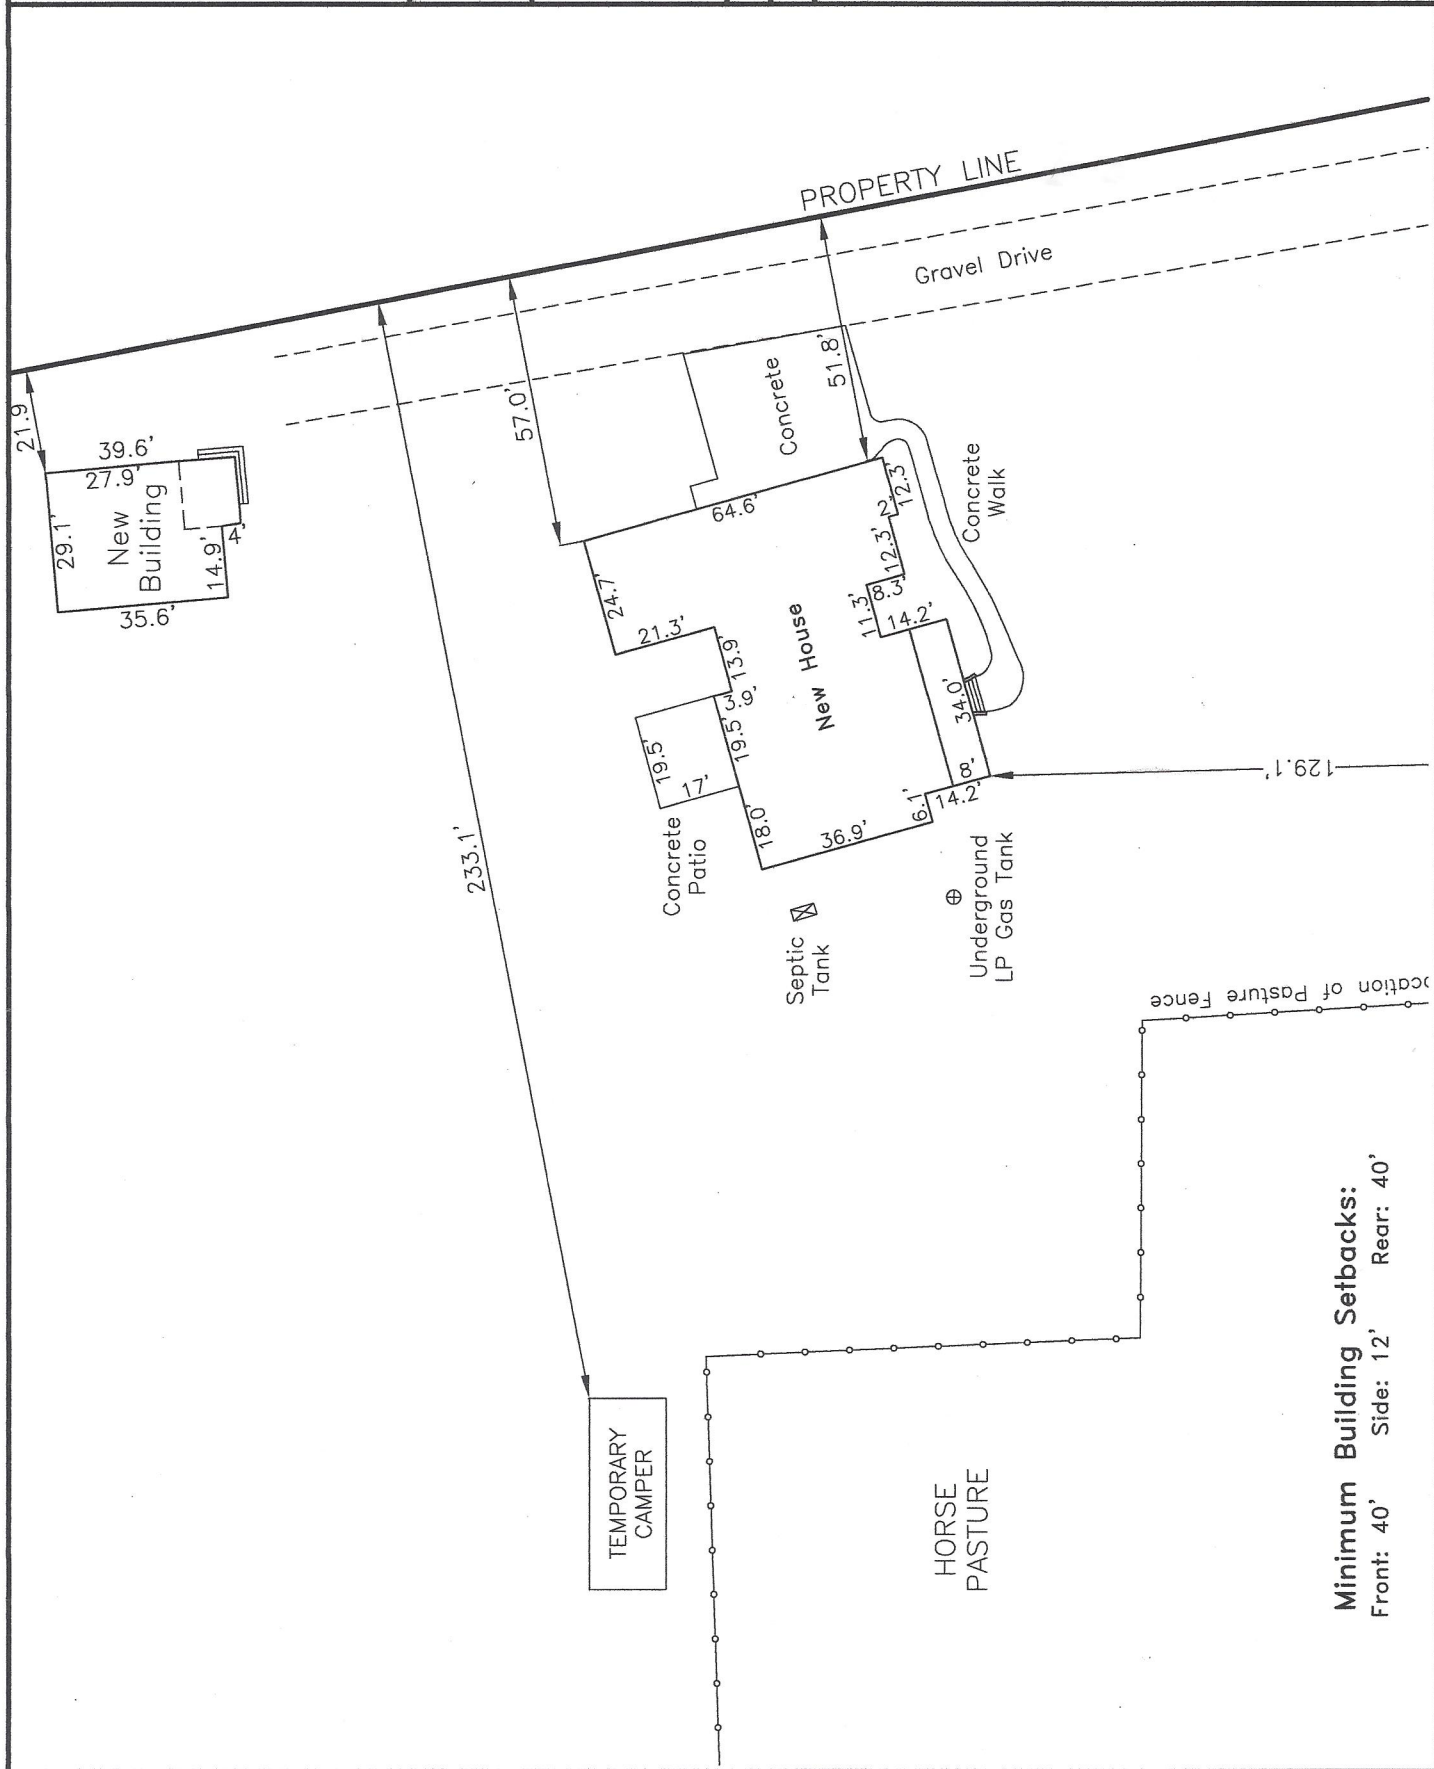 PROPERTY LINE
Gravel Drive
21.9
39.6'
27.9'
29.1'
New
Building
14.9'
4'
35.6'
57.0'
51.8'
Concrete
64.6'
12.3'
2'
12.3'
8.3'
11.3'
14.2'
Concrete
Walk
24.7'
21.3'
13.9'
3.9'
19.5'
New House
34.0'
19.5'
17'
18.0'
36.9'
6.1'
14.2'
8'
129.1'
Concrete
Patio
233.1'
Septic
Tank
Underground
LP Gas Tank
ocation of Pasture Fence
TEMPORARY
CAMPER
HORSE
PASTURE
Minimum Building Setbacks:
Front: 40' Side: 12' Rear: 40'